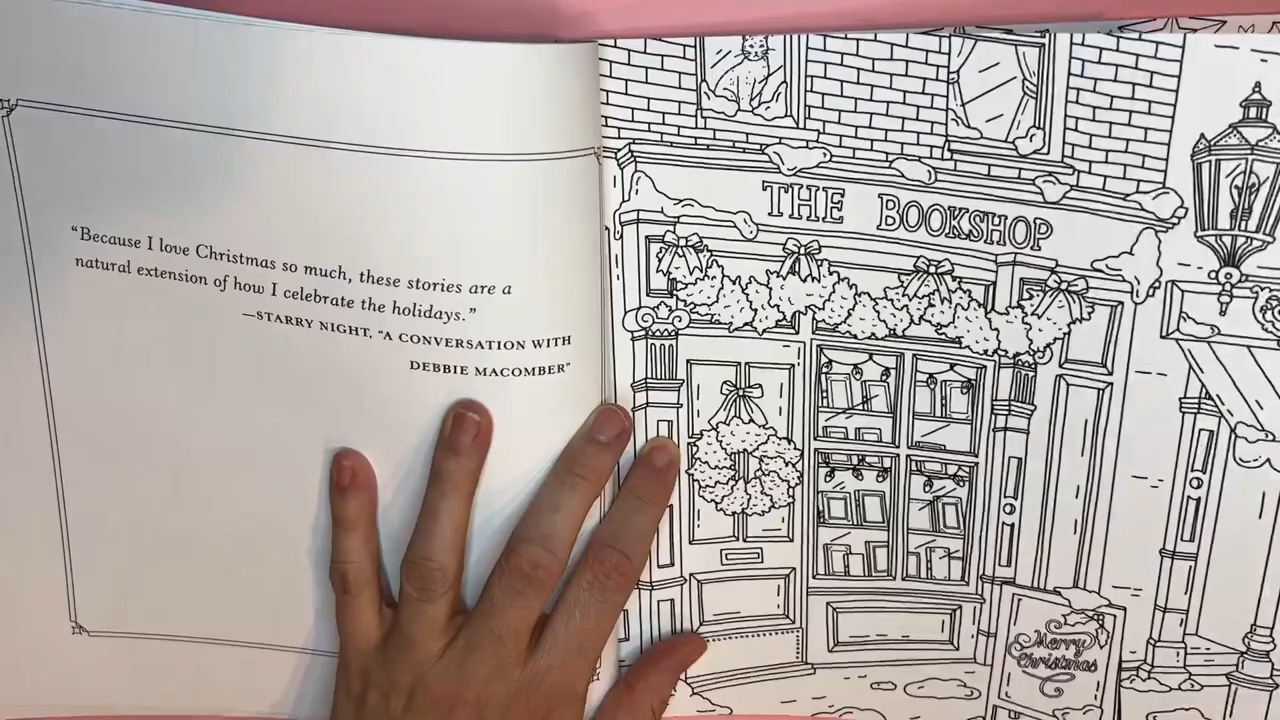 “Because I love Christmas so much, these stories are a
natural extension of how I celebrate the holidays.”
—STARRY NIGHT, “A CONVERSATION WITH
DEBBIE MACOMBER”
THE BOOKSHOP
Merry
Christmas